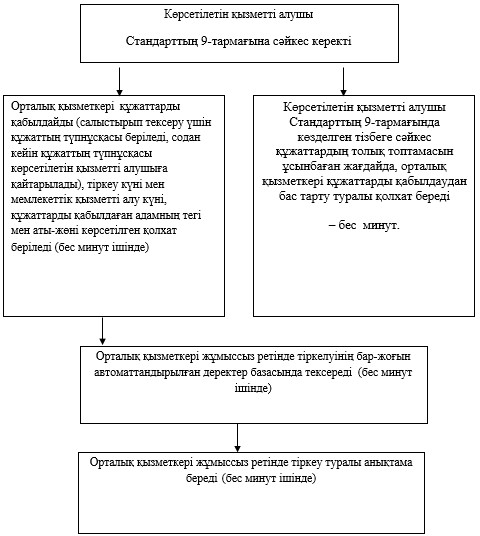 Көрсетілетін қызметті алушы
Стандарттың 9-тармағына сәйкес керекті
Орталық қызметкері құжаттарды
қабылдайды (салыстырып тексеру үшін
құжаттың түпнұсқасы беріледі, содан
кейін құжаттың түпнұсқасы
көрсетілетін қызметті алушыға
қайтарылады), тіркеу күні мен
мемлекеттік қызметті алу күні,
құжаттарды қабылдаған адамның тегі
мен аты-жөні көрсетілген қолхат
беріледі (бес минут ішінде)
Көрсетілетін қызметті алушы
Стандарттың 9-тармағында
көзделген тізбеге сәйкес
құжаттардың толық топтамасын
ұсынбаған жағдайда, орталық
қызметкері құжаттарды қабылдаудан
бас тарту туралы қолхат береді
– бес минут.
Орталық қызметкері жұмыссыз ретінде тіркелуінің бар-жоғын
автоматтандырылған деректер базасында тексереді (бес минут
ішінде)
Орталық қызметкері жұмыссыз ретінде тіркеу туралы анықтама
береді (бес минут ішінде)